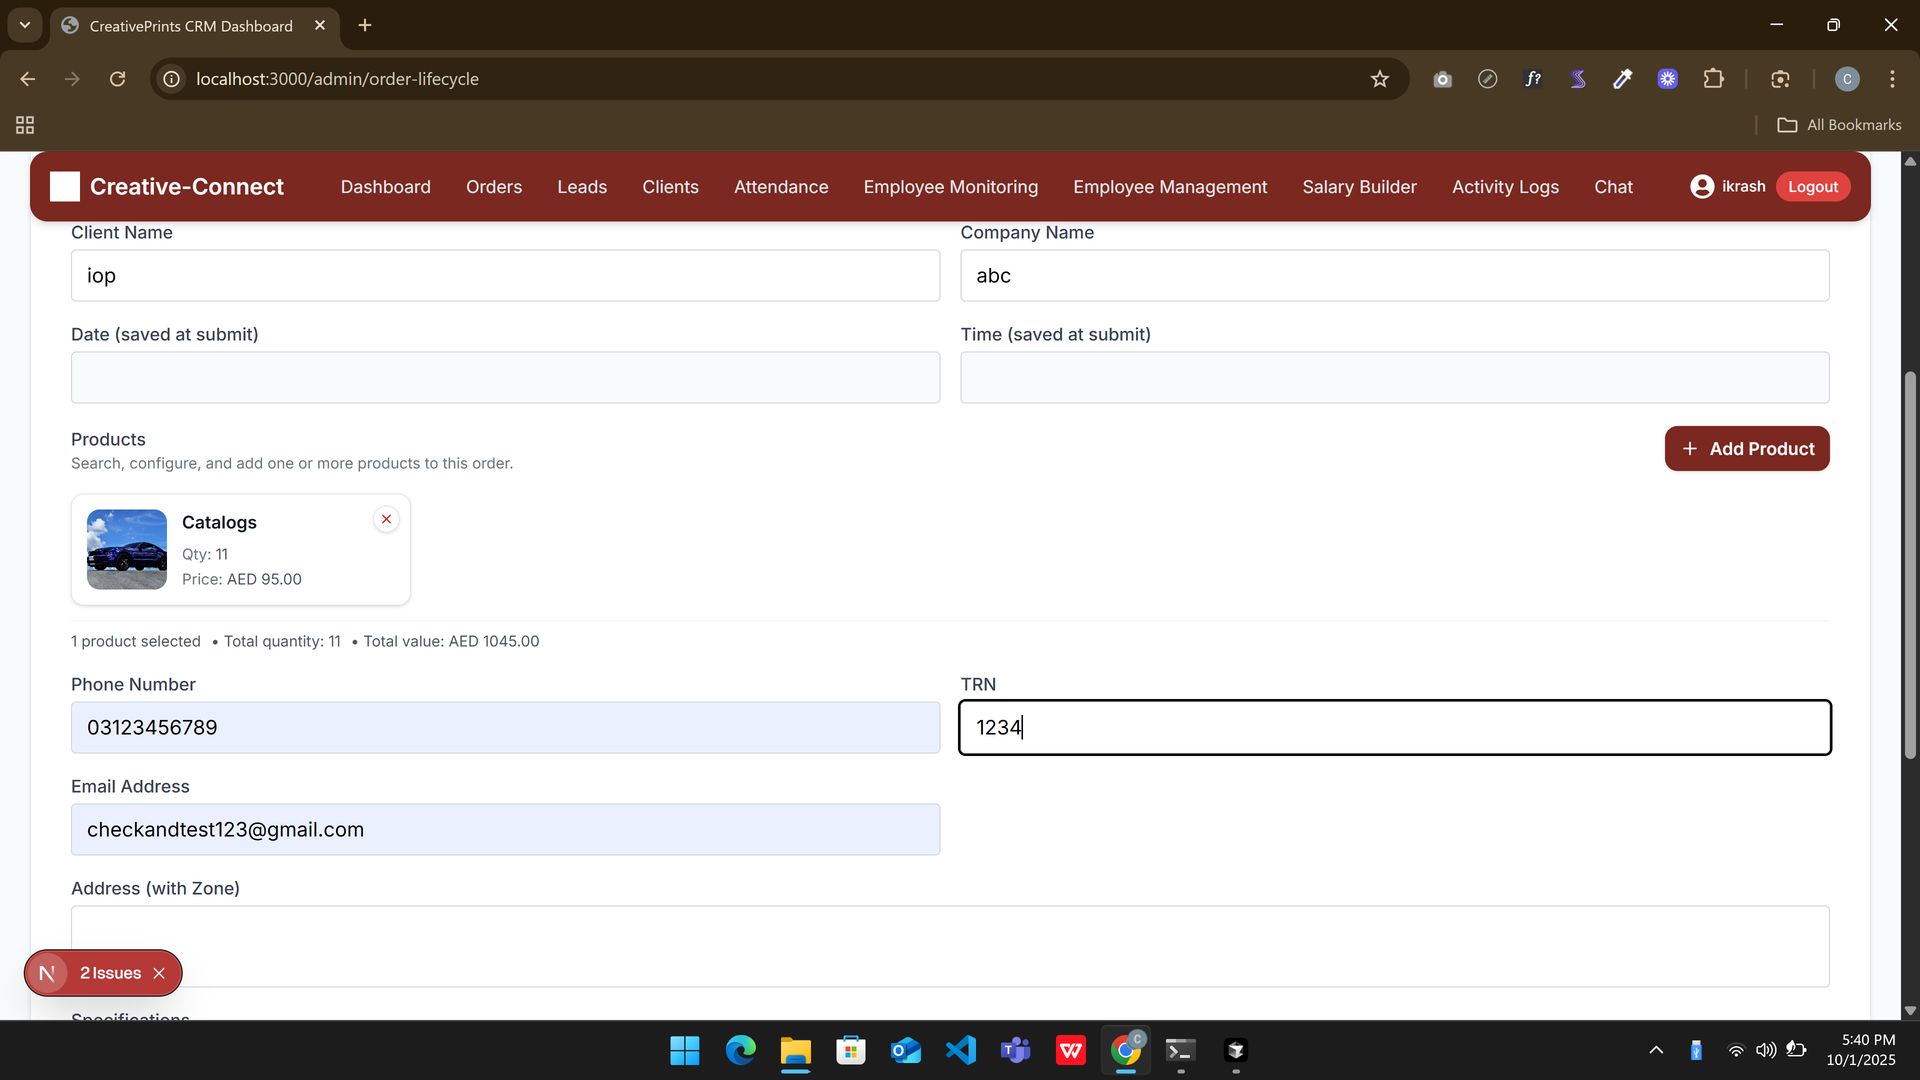 CreativePrints CRM Dashboard
localhost:3000/admin/order-lifecycle
f?
C
All Bookmarks
Creative-Connect
Dashboard
Orders
Leads
Clients
Attendance
Employee Monitoring
Employee Management
Salary Builder
Activity Logs
Chat
ikrash
Logout
Client Name
Company Name
iop
abc
Date (saved at submit)
Time (saved at submit)
Products
Search, configure, and add one or more products to this order.
+ Add Product
Catalogs
Qty: 11
Price: AED 95.00
1 product selected • Total quantity: 11 • Total value: AED 1045.00
Phone Number
TRN
03123456789
1234
Email Address
checkandtest123@gmail.com
Address (with Zone)
N 2 Issues
Specifications
C
5:40 PM
10/1/2025